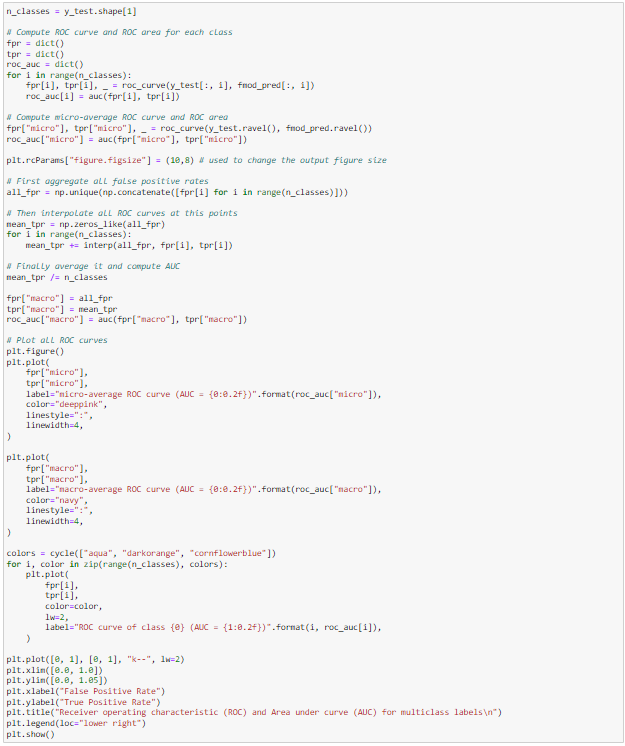 n_classes = y_test.shape[1]

# Compute ROC curve and ROC area for each class
fpr = dict()
tpr = dict()
roc_auc = dict()
for i in range(n_classes):
    fpr[i], tpr[i], _ = roc_curve(y_test[:, i], fmod_pred[:, i])
    roc_auc[i] = auc(fpr[i], tpr[i])

# Compute micro-average ROC curve and ROC area
fpr["micro"], tpr["micro"], _ = roc_curve(y_test.ravel(), fmod_pred.ravel())
roc_auc["micro"] = auc(fpr["micro"], tpr["micro"])

plt.rcParams["figure.figsize"] = (10,8) # used to change the output figure size

# First aggregate all false positive rates
all_fpr = np.unique(np.concatenate([fpr[i] for i in range(n_classes)]))

# Then interpolate all ROC curves at this points
mean_tpr = np.zeros_like(all_fpr)
for i in range(n_classes):
    mean_tpr += interp(all_fpr, fpr[i], tpr[i])

# Finally average it and compute AUC
mean_tpr /= n_classes

fpr["macro"] = all_fpr
tpr["macro"] = mean_tpr
roc_auc["macro"] = auc(fpr["macro"], tpr["macro"])

# Plot all ROC curves
plt.figure()
plt.plot(
    fpr["micro"],
    tpr["micro"],
    label="micro-average ROC curve (AUC = {0:0.2f})".format(roc_auc["micro"]),
    color="deeppink",
    linestyle=":",
    linewidth=4,
)

plt.plot(
    fpr["macro"],
    tpr["macro"],
    label="macro-average ROC curve (AUC = {0:0.2f})".format(roc_auc["macro"]),
    color="navy",
    linestyle=":",
    linewidth=4,
)

colors = cycle(["aqua", "darkorange", "cornflowerblue"])
for i, color in zip(range(n_classes), colors):
    plt.plot(
        fpr[i],
        tpr[i],
        color=color,
        lw=2,
        label="ROC curve of class {0} (AUC = {1:0.2f})".format(i, roc_auc[i]),
    )

plt.plot([0, 1], [0, 1], "k--", lw=2)
plt.xlim([0.0, 1.0])
plt.ylim([0.0, 1.05])
plt.xlabel("False Positive Rate")
plt.ylabel("True Positive Rate")
plt.title("Receiver operating characteristic (ROC) and Area under curve (AUC) for multiclass labels\n")
plt.legend(loc="lower right")
plt.show()